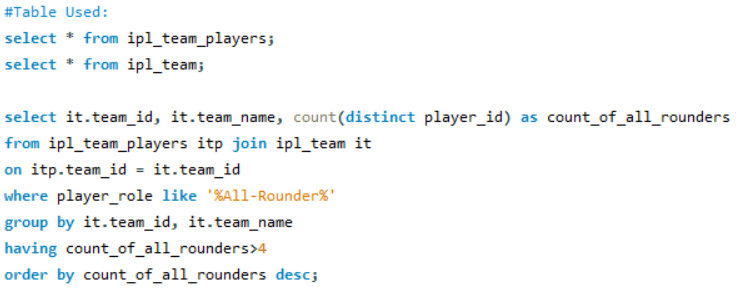 #Table Used:
select * from ipl_team_players;
select * from ipl_team;
select it.team_id, it.team_name, count(distinct player_id) as count_of_all_rounders
from ipl_team_players itp join ipl_team it
on itp.team_id = it.team_id
where player_role like '%All-Rounder%'
group by it.team_id, it.team_name
having count_of_all_rounders>4
order by count_of_all_rounders desc;